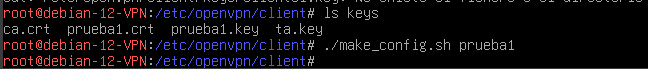 root@debian-12-VPN:/etc/openvpn/client# ls keys
ca.crt  prueba1.crt  prueba1.key  ta.key
root@debian-12-VPN:/etc/openvpn/client# ./make_config.sh prueba1
root@debian-12-VPN:/etc/openvpn/client#